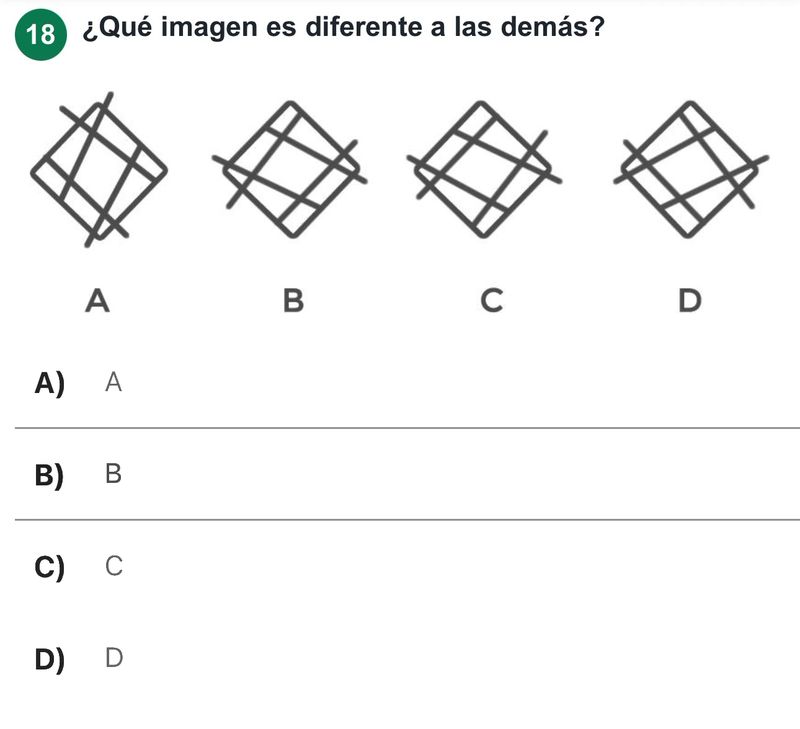 18 ¿Qué imagen es diferente a las demás?
A B C D
A) A
B) B
C) C
D) D